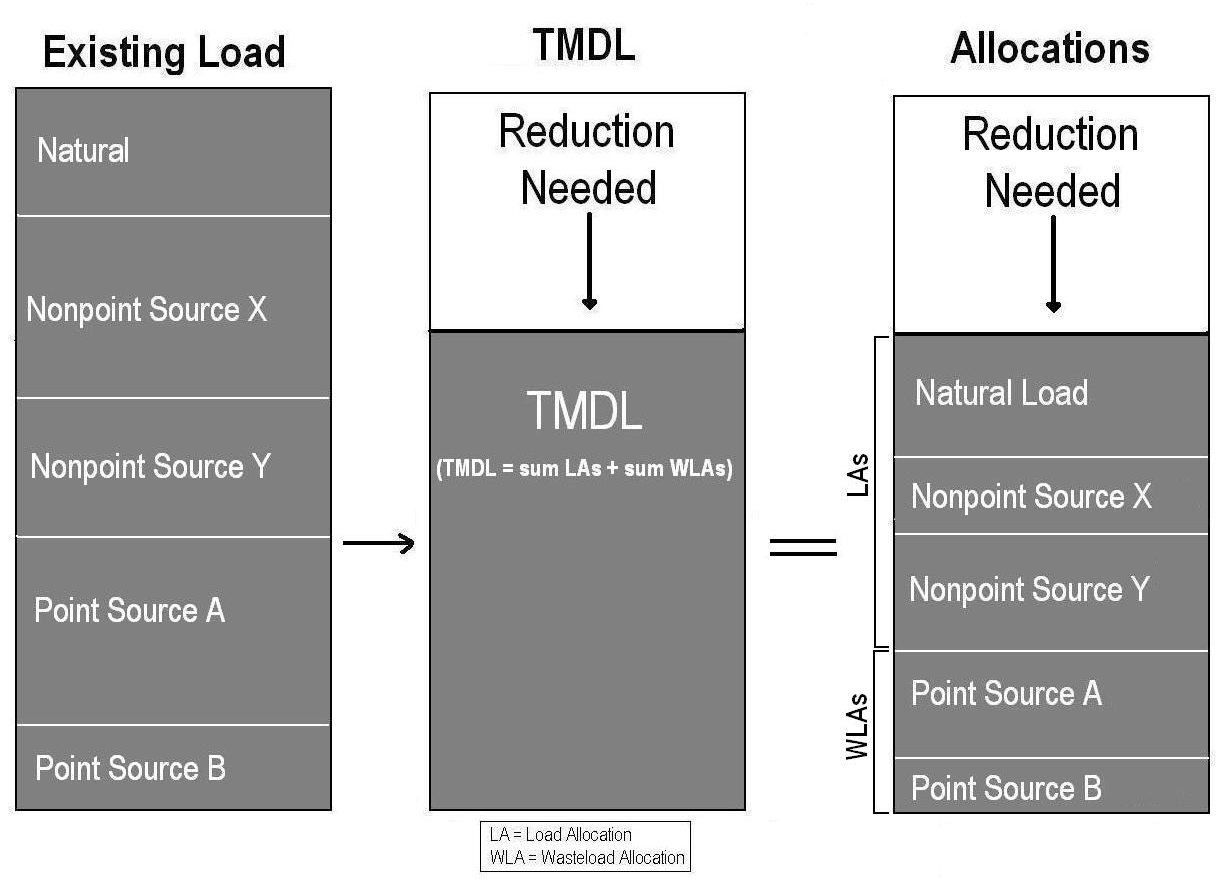 Existing Load
Natural
Nonpoint Source X
Nonpoint Source Y
Point Source A
Point Source B
TMDL
Reduction
Needed
TMDL
(TMDL = sum LAs + sum WLAs)
Allocations
Reduction
Needed
LAs
Natural Load
Nonpoint Source X
Nonpoint Source Y
WLAs
Point Source A
Point Source B
LA = Load Allocation
WLA = Wasteload Allocation